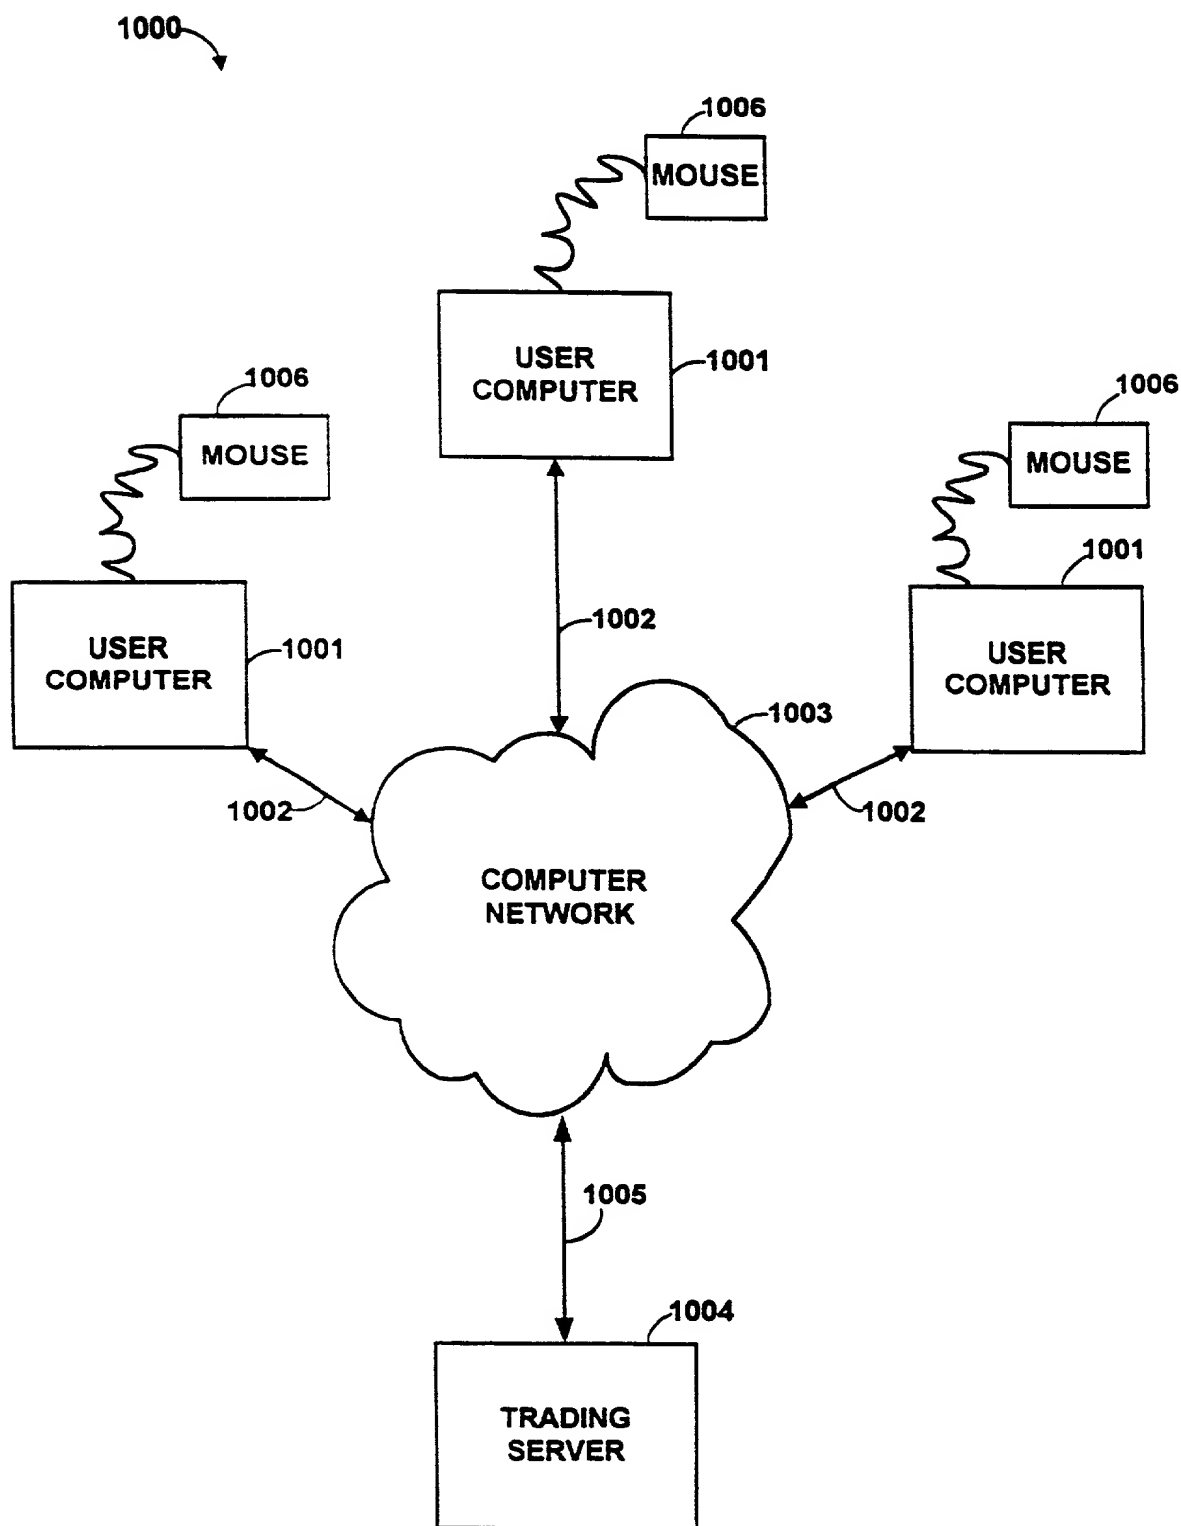 1000
1006
MOUSE
USER
COMPUTER
1001
1006
MOUSE
1006
MOUSE
1001
USER
COMPUTER
1001
USER
COMPUTER
1002
1003
1002
1002
COMPUTER
NETWORK
1005
1004
TRADING
SERVER